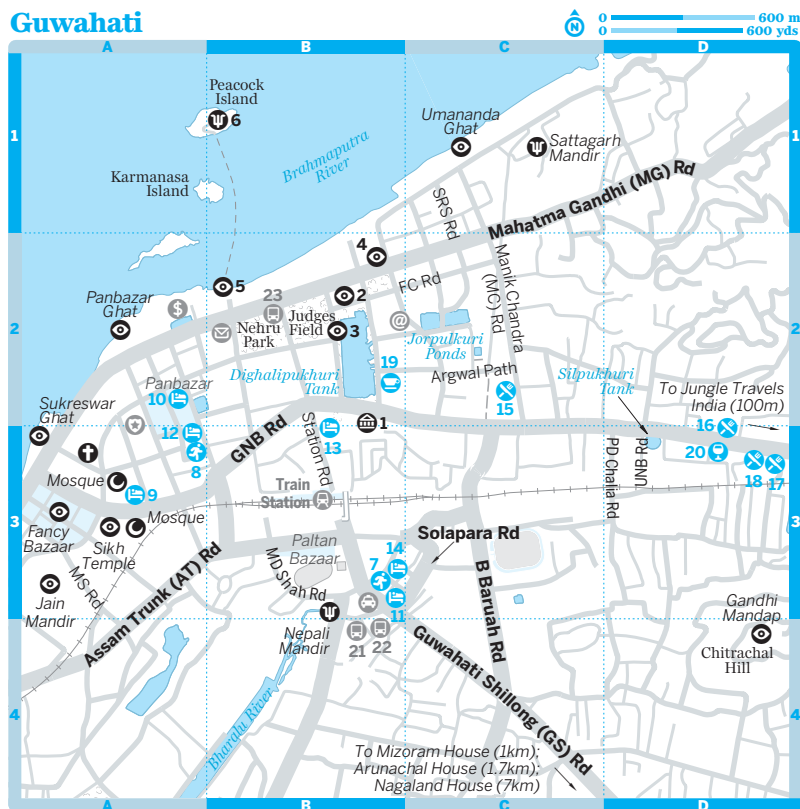 Guwahati
N
0 600 m
0 600 yds
A B C D
1
Peacock
Island
6
Umananda
Ghat
Sattagarh
Mandir
Brahmaputra
River
Karmanasa
Island
Mahatma Gandhi (MG) Rd
SRS Rd
1
4
Manik Chandra
(MC) Rd
5
2
FC Rd
Panbazar
Ghat
$
23
Nehru
Park
Judges
Field
3
@
Jorpulkuri
Ponds
2
2
Panbazar
10
Dighalipukhuri
Tank
19
Argwal Path
15
Silpukhuri
Tank
To Jungle Travels
India (100m)
16
Sukreswar
Ghat
12
8
GNB Rd
Station Rd
13
1
20
18
17
PD Chalia Rd
UNB Rd
Mosque
9
Train
Station
3
3
Fancy
Bazaar
Sikh
Temple
Mosque
Solapara Rd
Paltan
Bazaar
14
7
11
MD Shah Rd
B Baruah Rd
Jain
Mandir
MS Rd
Assam Trunk (AT) Rd
Nepali
Mandir
21
22
Gandhi
Mandap
Chitrachal
Hill
Guwahati Shillong (GS) Rd
Bharalu River
4
4
To Mizoram House (1km);
Arunachal House (1.7km);
Nagaland House (7km)
A B C D